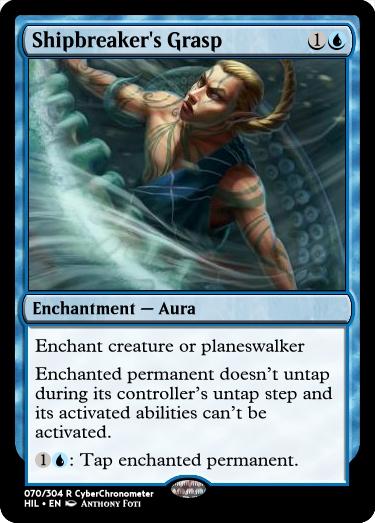 Shipbreaker's Grasp 1
Enchantment — Aura
Enchant creature or planeswalker
Enchanted permanent doesn't untap
during its controller's untap step and
its activated abilities can't be
activated.
1 : Tap enchanted permanent.
070/304 R CyberChronometer
HIL • EN Anthony Foti